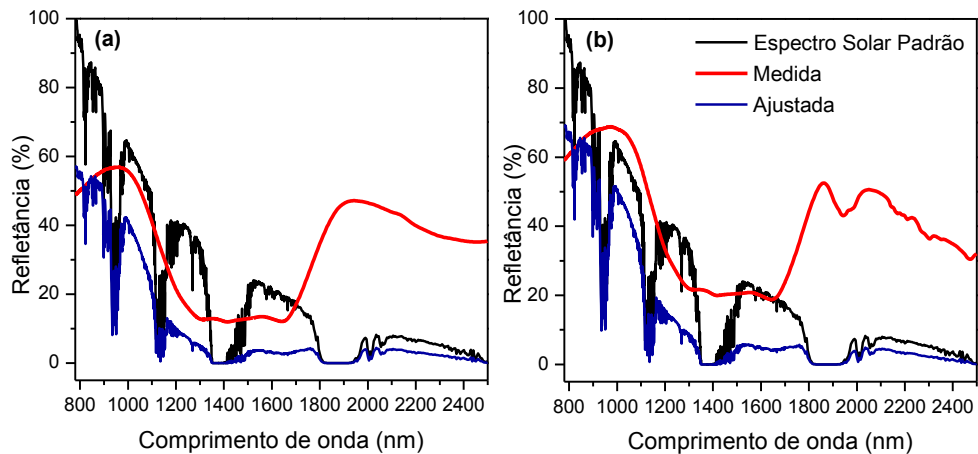 (a)
100
80
60
40
20
0
Refletância (%)
800 1000 1200 1400 1600 1800 2000 2200 2400
Comprimento de onda (nm)
(b)
Espectro Solar Padrão
Medida
Ajustada
100
80
60
40
20
0
Refletância (%)
800 1000 1200 1400 1600 1800 2000 2200 2400
Comprimento de onda (nm)